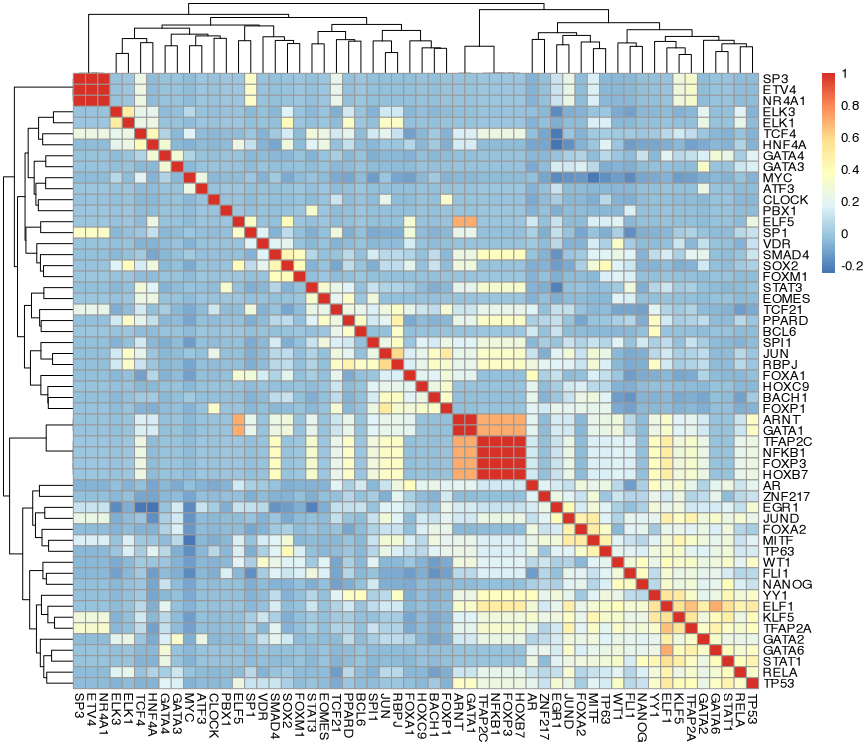 SP3
ETV4
NR4A1
ELK3
ELK1
TCF4
HNF4A
GATA4
GATA3
MYC
ATF3
CLOCK
PBX1
ELF5
SP1
VDR
SMAD4
SOX2
FOXM1
STAT3
EOMES
TCF21
PPARD
BCL6
SPI1
JUN
RBPJ
FOXA1
HOXC9
BACH1
FOXP1
ARNT
GATA1
TFAP2C
NFKB1
FOXP3
HOXB7
AR
ZNF217
EGR1
JUND
FOXA2
MITF
TP63
WT1
FLI1
NANOG
YY1
ELF1
KLF5
TFAP2A
GATA2
GATA6
STAT1
RELA
TP53
1
0.8
0.6
0.4
0.2
0
-0.2
SP3
ETV4
NR4A1
ELK3
ELK1
TCF4
HNF4A
GATA4
GATA3
MYC
ATF3
CLOCK
PBX1
ELF5
SP1
VDR
SMAD4
SOX2
FOXM1
STAT3
EOMES
TCF21
PPARD
BCL6
SPI1
JUN
RBPJ
FOXA1
HOXC9
BACH1
FOXP1
ARNT
GATA1
TFAP2C
NFKB1
FOXP3
HOXB7
AR
ZNF217
EGR1
JUND
FOXA2
MITF
TP63
WT1
FLI1
NANOG
YY1
ELF1
KLF5
TFAP2A
GATA2
GATA6
STAT1
RELA
TP53